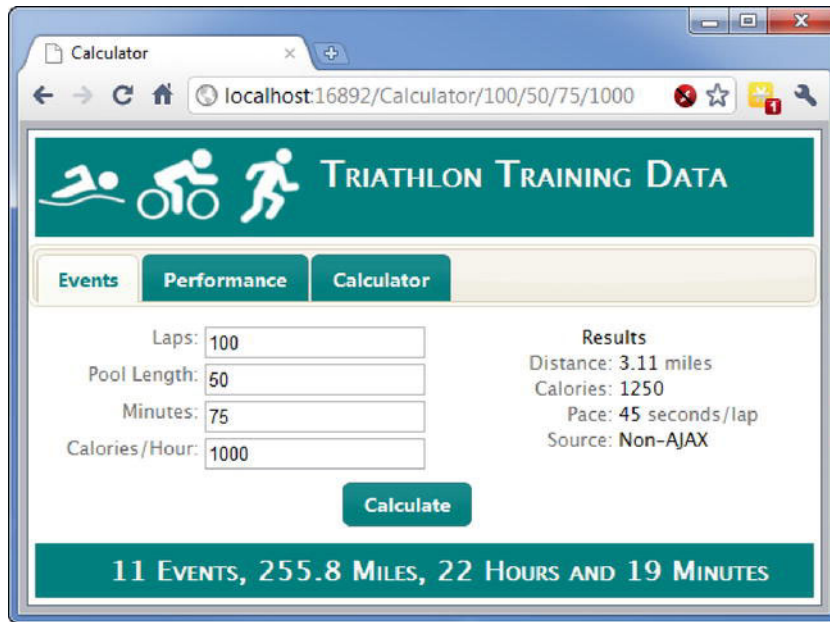 Calculator
localhost:16892/Calculator/100/50/75/1000
1
TRIATHLON TRAINING DATA
Events Performance Calculator
Laps: 100
Pool Length: 50
Minutes: 75
Calories/Hour: 1000
Results
Distance: 3.11 miles
Calories: 1250
Pace: 45 seconds/lap
Source: Non-AJAX
Calculate
11 EVENTS, 255.8 MILES, 22 HOURS AND 19 MINUTES